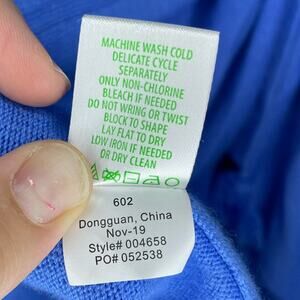 MACHINE WASH COLD
DELICATE CYCLE
SEPARATELY
ONLY NON-CHLORINE
BLEACH IF NEEDED
DO NOT WRING OR TWIST
BLOCK TO SHAPE
LAY FLAT TO DRY
LOW IRON IF NEEDED
OR DRY CLEAN
602
Dongguan, China
Nov-19
Style# 004658
PO# 052538